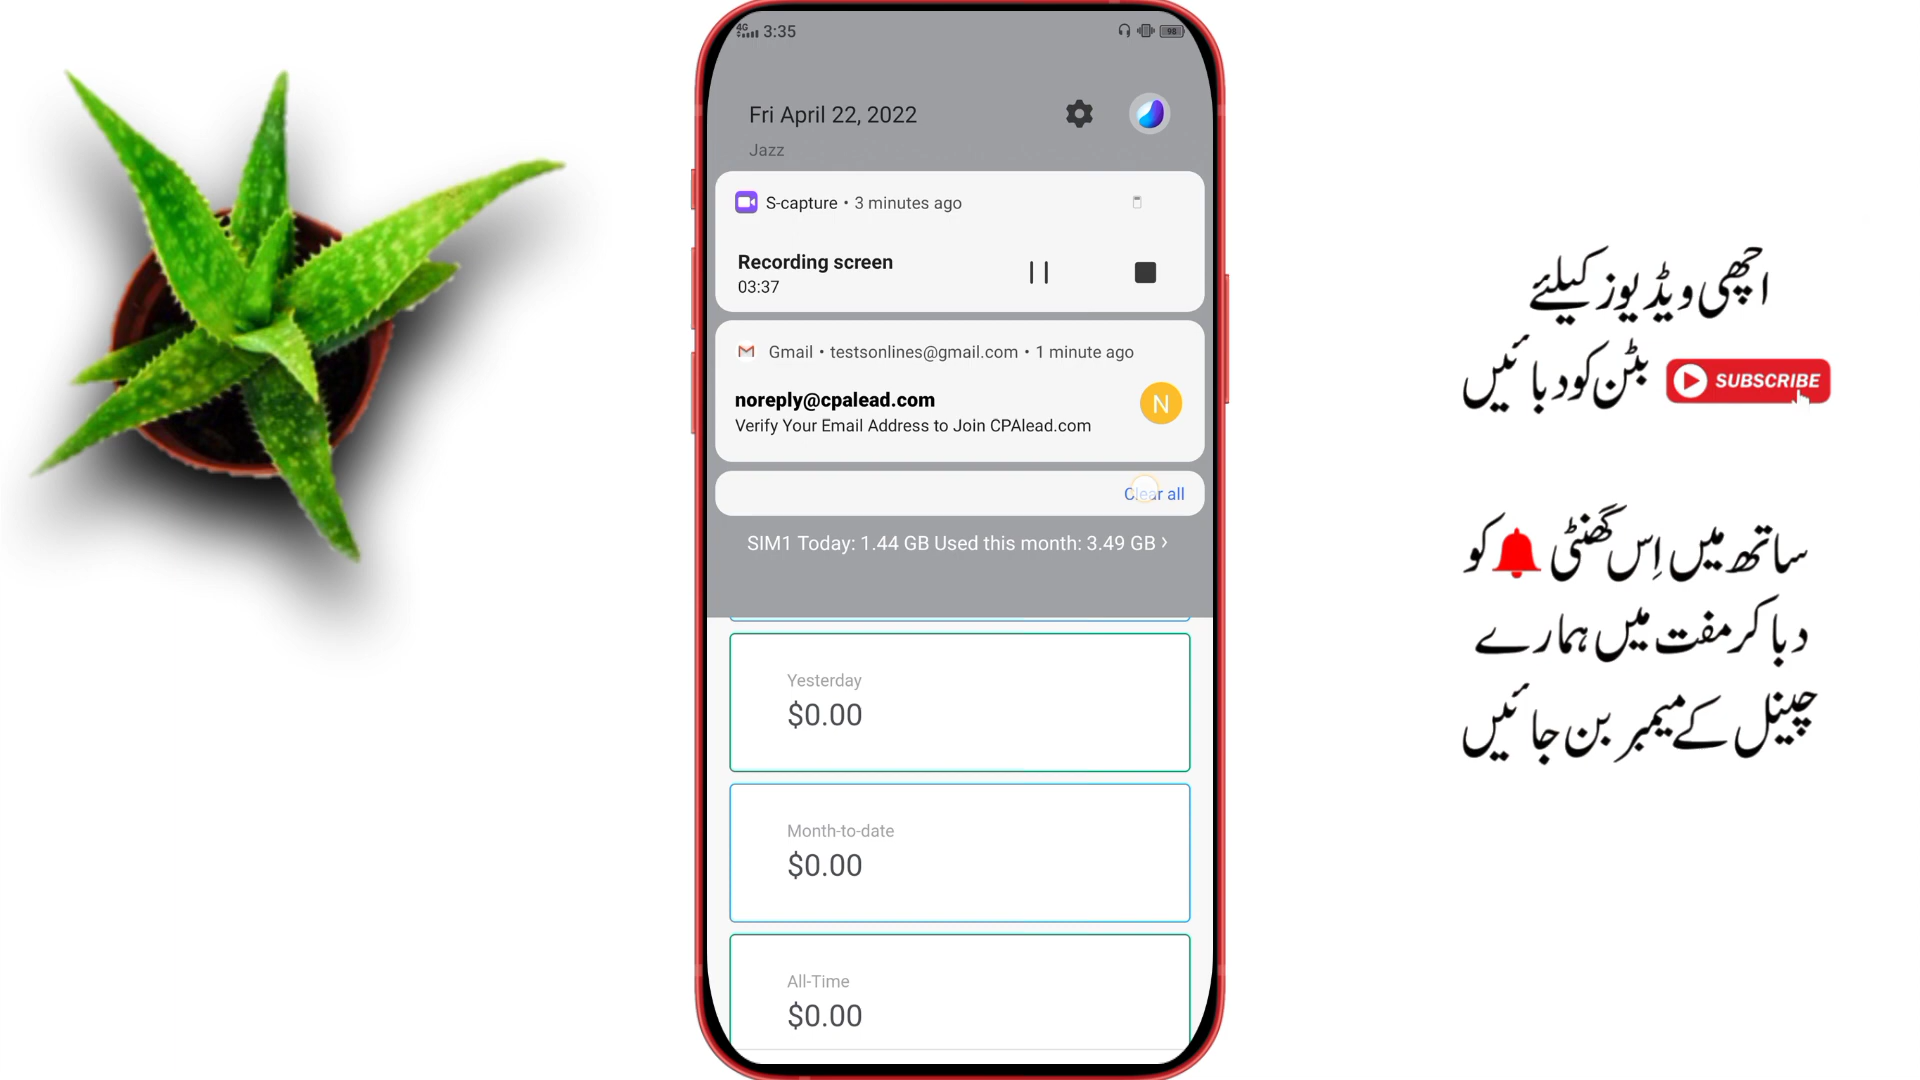 4G 3:35
98
Fri April 22, 2022
Jazz
S-capture • 3 minutes ago
Recording screen
03:37
Gmail • testsonlines@gmail.com • 1 minute ago
noreply@cpalead.com
N
Verify Your Email Address to Join CPAlead.com
Clear all
SIM1 Today: 1.44 GB Used this month: 3.49 GB ›
Yesterday
$0.00
Month-to-date
$0.00
All-Time
$0.00
اچھی ویڈیوز کیلئے
SUBSCRIBE بٹن کو دبائیں
ساتھ میں اِس گھنٹی کو
دبا کر مفت میں ہمارے
چینل کے میمبر بن جائیں